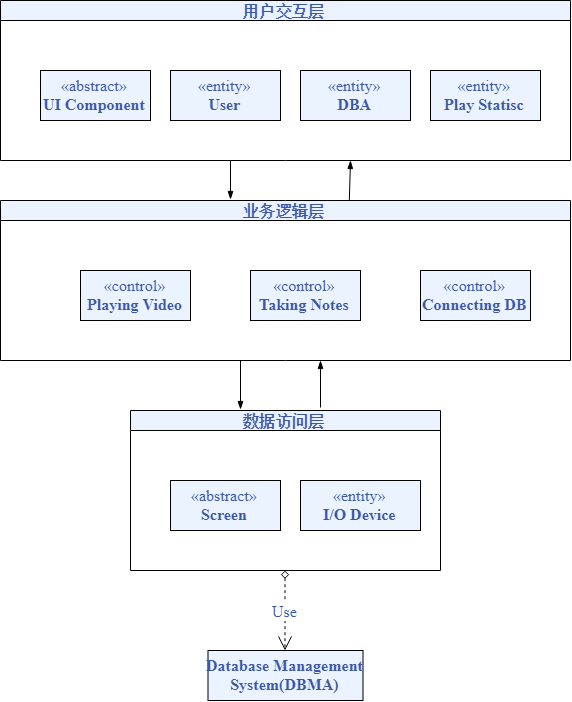 用户交互层
«abstract»
UI Component
«entity»
User
«entity»
DBA
«entity»
Play Statisc
业务逻辑层
«control»
Playing Video
«control»
Taking Notes
«control»
Connecting DB
数据访问层
«abstract»
Screen
«entity»
I/O Device
Use
Database Management
System(DBMA)